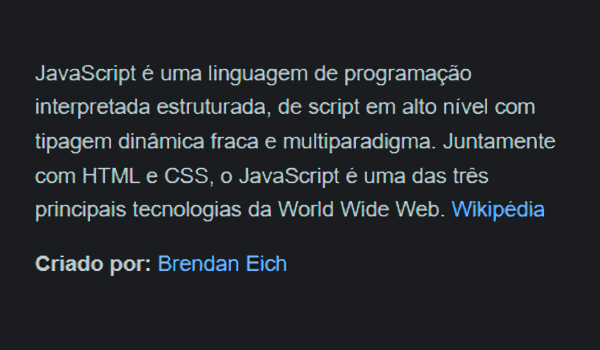 JavaScript é uma linguagem de programação
interpretada estruturada, de script em alto nível com
tipagem dinâmica fraca e multiparadigma. Juntamente
com HTML e CSS, o JavaScript é uma das três
principais tecnologias da World Wide Web. Wikipédia
Criado por: Brendan Eich